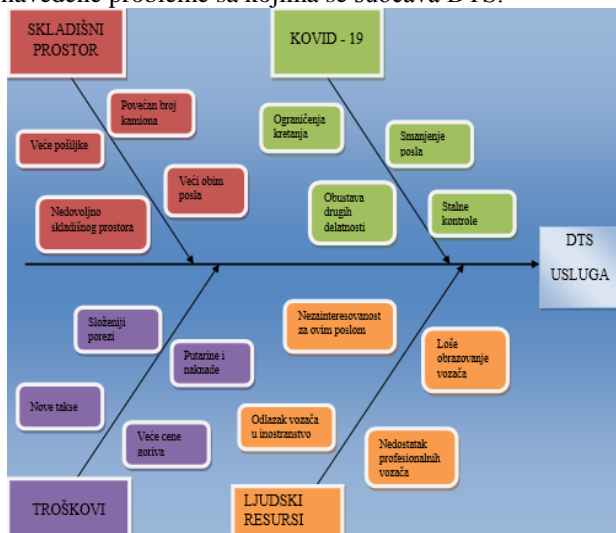 navedene probleme sa kojima se suočava DTS.
SKLADIŠNI
PROSTOR
KOVID - 19
Povećan broj
kamiona
Veće pošiljke
Veći obim
posla
Nedovoljno
skladišnog prostora
Ograničenja
kretanja
Smanjenje
posla
Obustava
drugih
delatnosti
Stalne
kontrole
DTS
USLUGA
Složeniji
porezi
Putarine i
naknade
Nove takse
Veće cene
goriva
Nezainteresovanost
za ovim poslom
Loše
obrazovanje
vozača
Odlazak vozača
u inostranstvo
Nedostatak
profesionalnih
vozača
TROŠKOVI
LJUDSKI
RESURSI